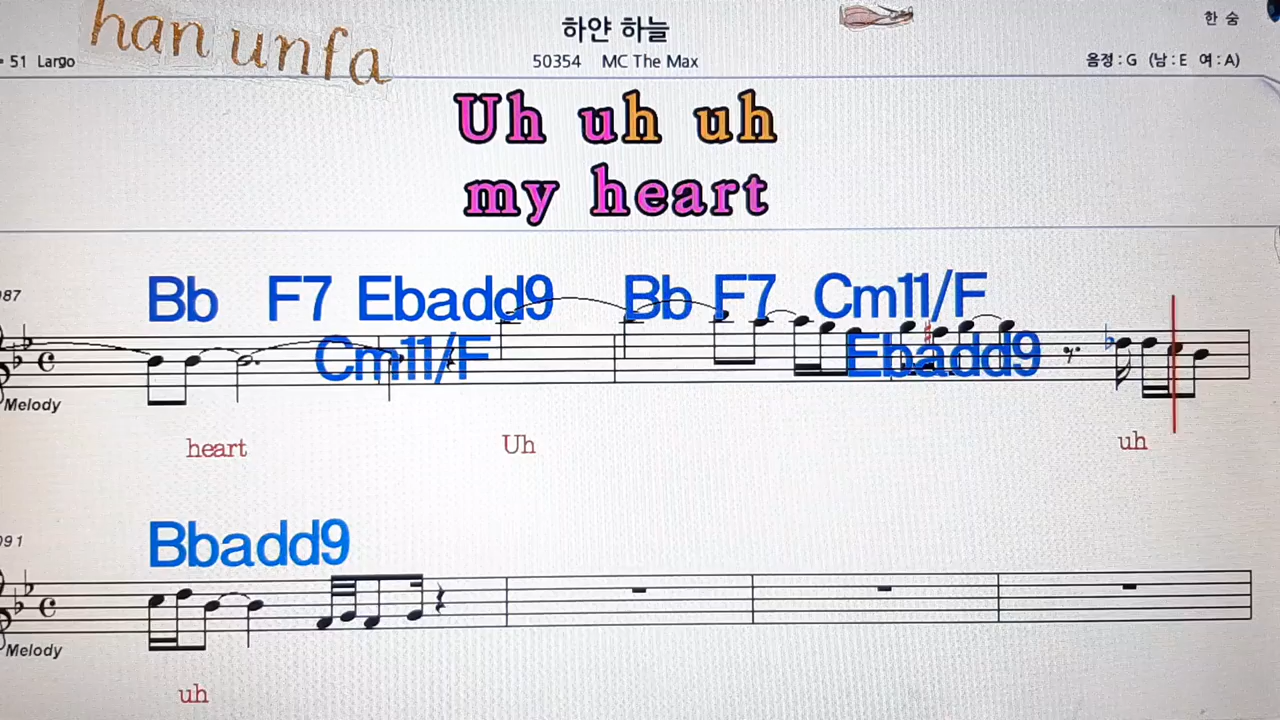 han unfa
하얀 하늘
한 숨
51 Largo
50354 MC The Max
음정 : G (남 : E 여 : A)
Uh uh uh
my heart
Bb F7 Ebadd9 Bb F7 Cm11/F
087
Cm11/F Ebadd9
Melody
heart Uh uh
Bbadd9
091
Melody
uh